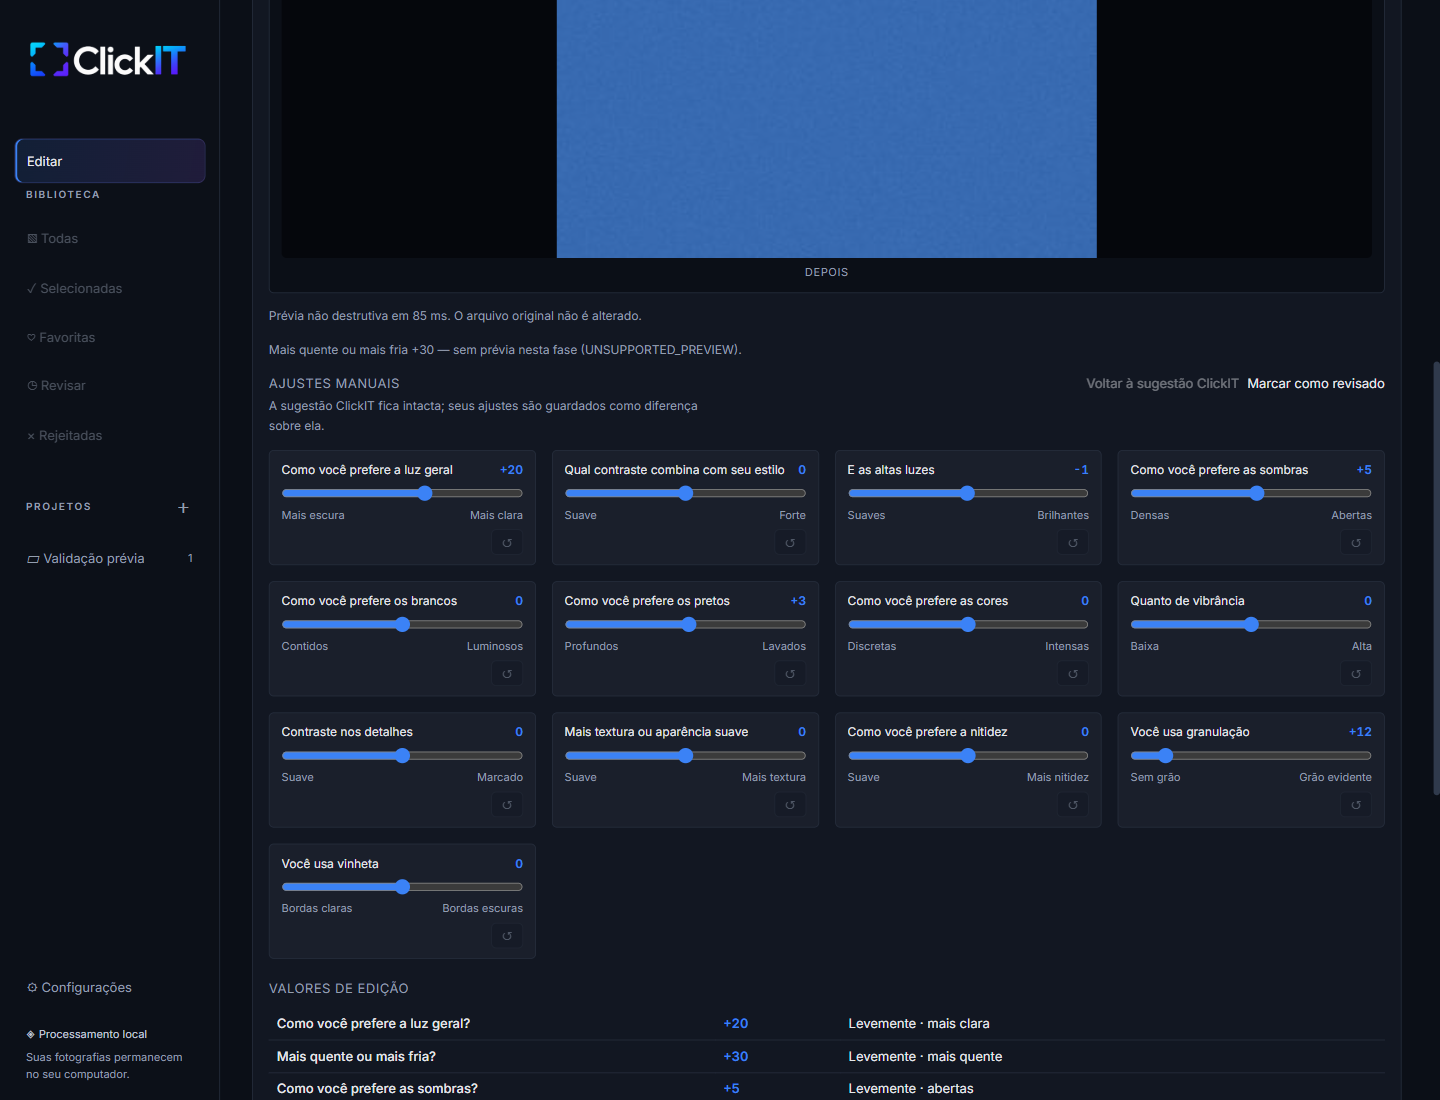 ClickIT
Editar
BIBLIOTECA
Todas
✓ Selecionadas
♡ Favoritas
Revisar
× Rejeitadas
PROJETOS +
Validação prévia 1
Configurações
Processamento local
Suas fotografias permanecem
no seu computador.
DEPOIS
Prévia não destrutiva em 85 ms. O arquivo original não é alterado.
Mais quente ou mais fria +30 — sem prévia nesta fase (UNSUPPORTED_PREVIEW).
AJUSTES MANUAIS
Voltar à sugestão ClickIT Marcar como revisado
A sugestão ClickIT fica intacta; seus ajustes são guardados como diferença
sobre ela.
Como você prefere a luz geral +20
Mais escura Mais clara
↺
Qual contraste combina com seu estilo 0
Suave Forte
↺
E as altas luzes -1
Suaves Brilhantes
↺
Como você prefere as sombras +5
Densas Abertas
↺
Como você prefere os brancos 0
Contidos Luminosos
↺
Como você prefere os pretos +3
Profundos Lavados
↺
Como você prefere as cores 0
Discretas Intensas
↺
Quanto de vibrância 0
Baixa Alta
↺
Contraste nos detalhes 0
Suave Marcado
↺
Mais textura ou aparência suave 0
Suave Mais textura
↺
Como você prefere a nitidez 0
Suave Mais nitidez
↺
Você usa granulação +12
Sem grão Grão evidente
↺
Você usa vinheta 0
Bordas claras Bordas escuras
↺
VALORES DE EDIÇÃO
Como você prefere a luz geral? +20 Levemente · mais clara
Mais quente ou mais fria? +30 Levemente · mais quente
Como você prefere as sombras? +5 Levemente · abertas